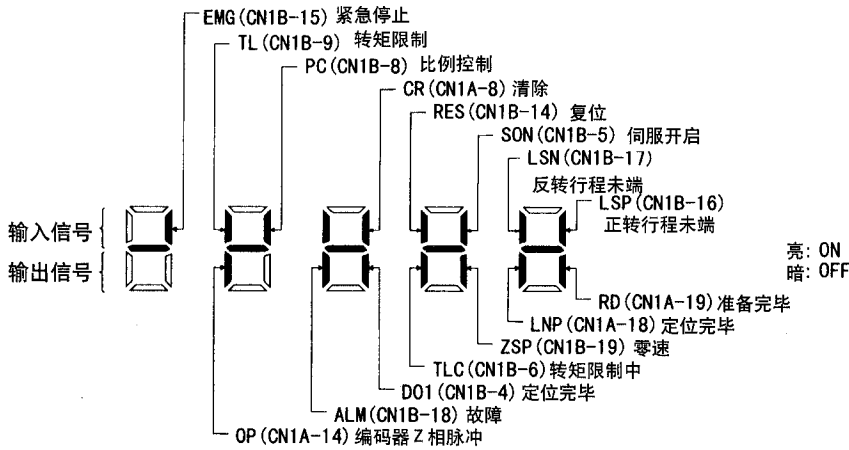 EMG(CN1B-15) 紧急停止
TL(CN1B-9) 转矩限制
PC(CN1B-8) 比例控制
CR(CN1A-8) 清除
RES(CN1B-14) 复位
SON(CN1B-5) 伺服开启
LSN(CN1B-17)
反转行程未端
LSP(CN1B-16)
正转行程未端
输入信号
输出信号
亮: ON
暗: OFF
RD(CN1A-19) 准备完毕
LNP(CN1A-18) 定位完毕
ZSP(CN1B-19) 零速
TLC(CN1B-6) 转矩限制中
DO1(CN1B-4) 定位完毕
ALM(CN1B-18) 故障
OP(CN1A-14) 编码器Z相脉冲